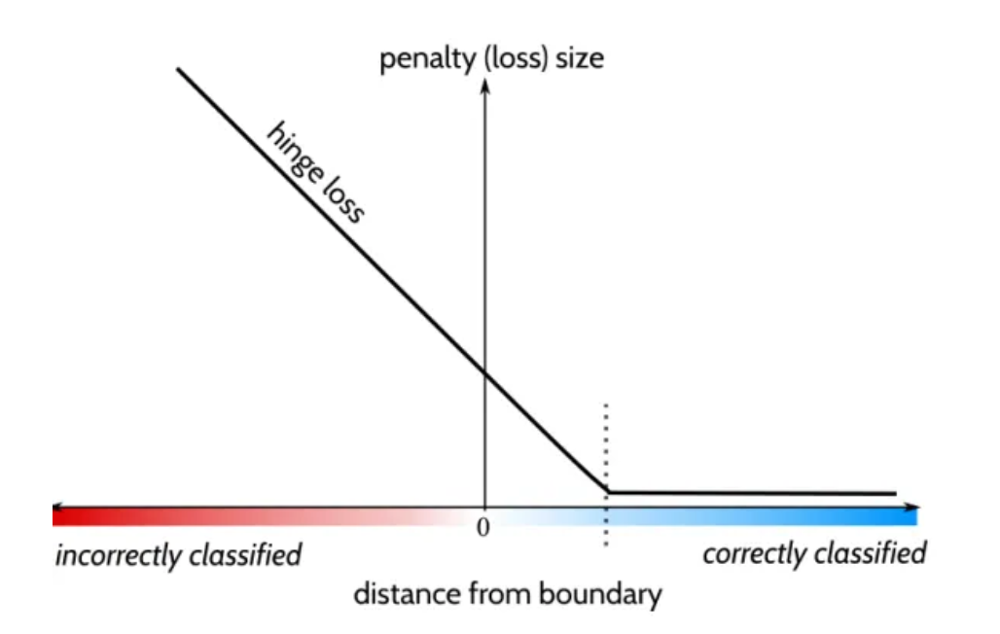 penalty (loss) size
hinge loss
0
incorrectly classified
correctly classified
distance from boundary